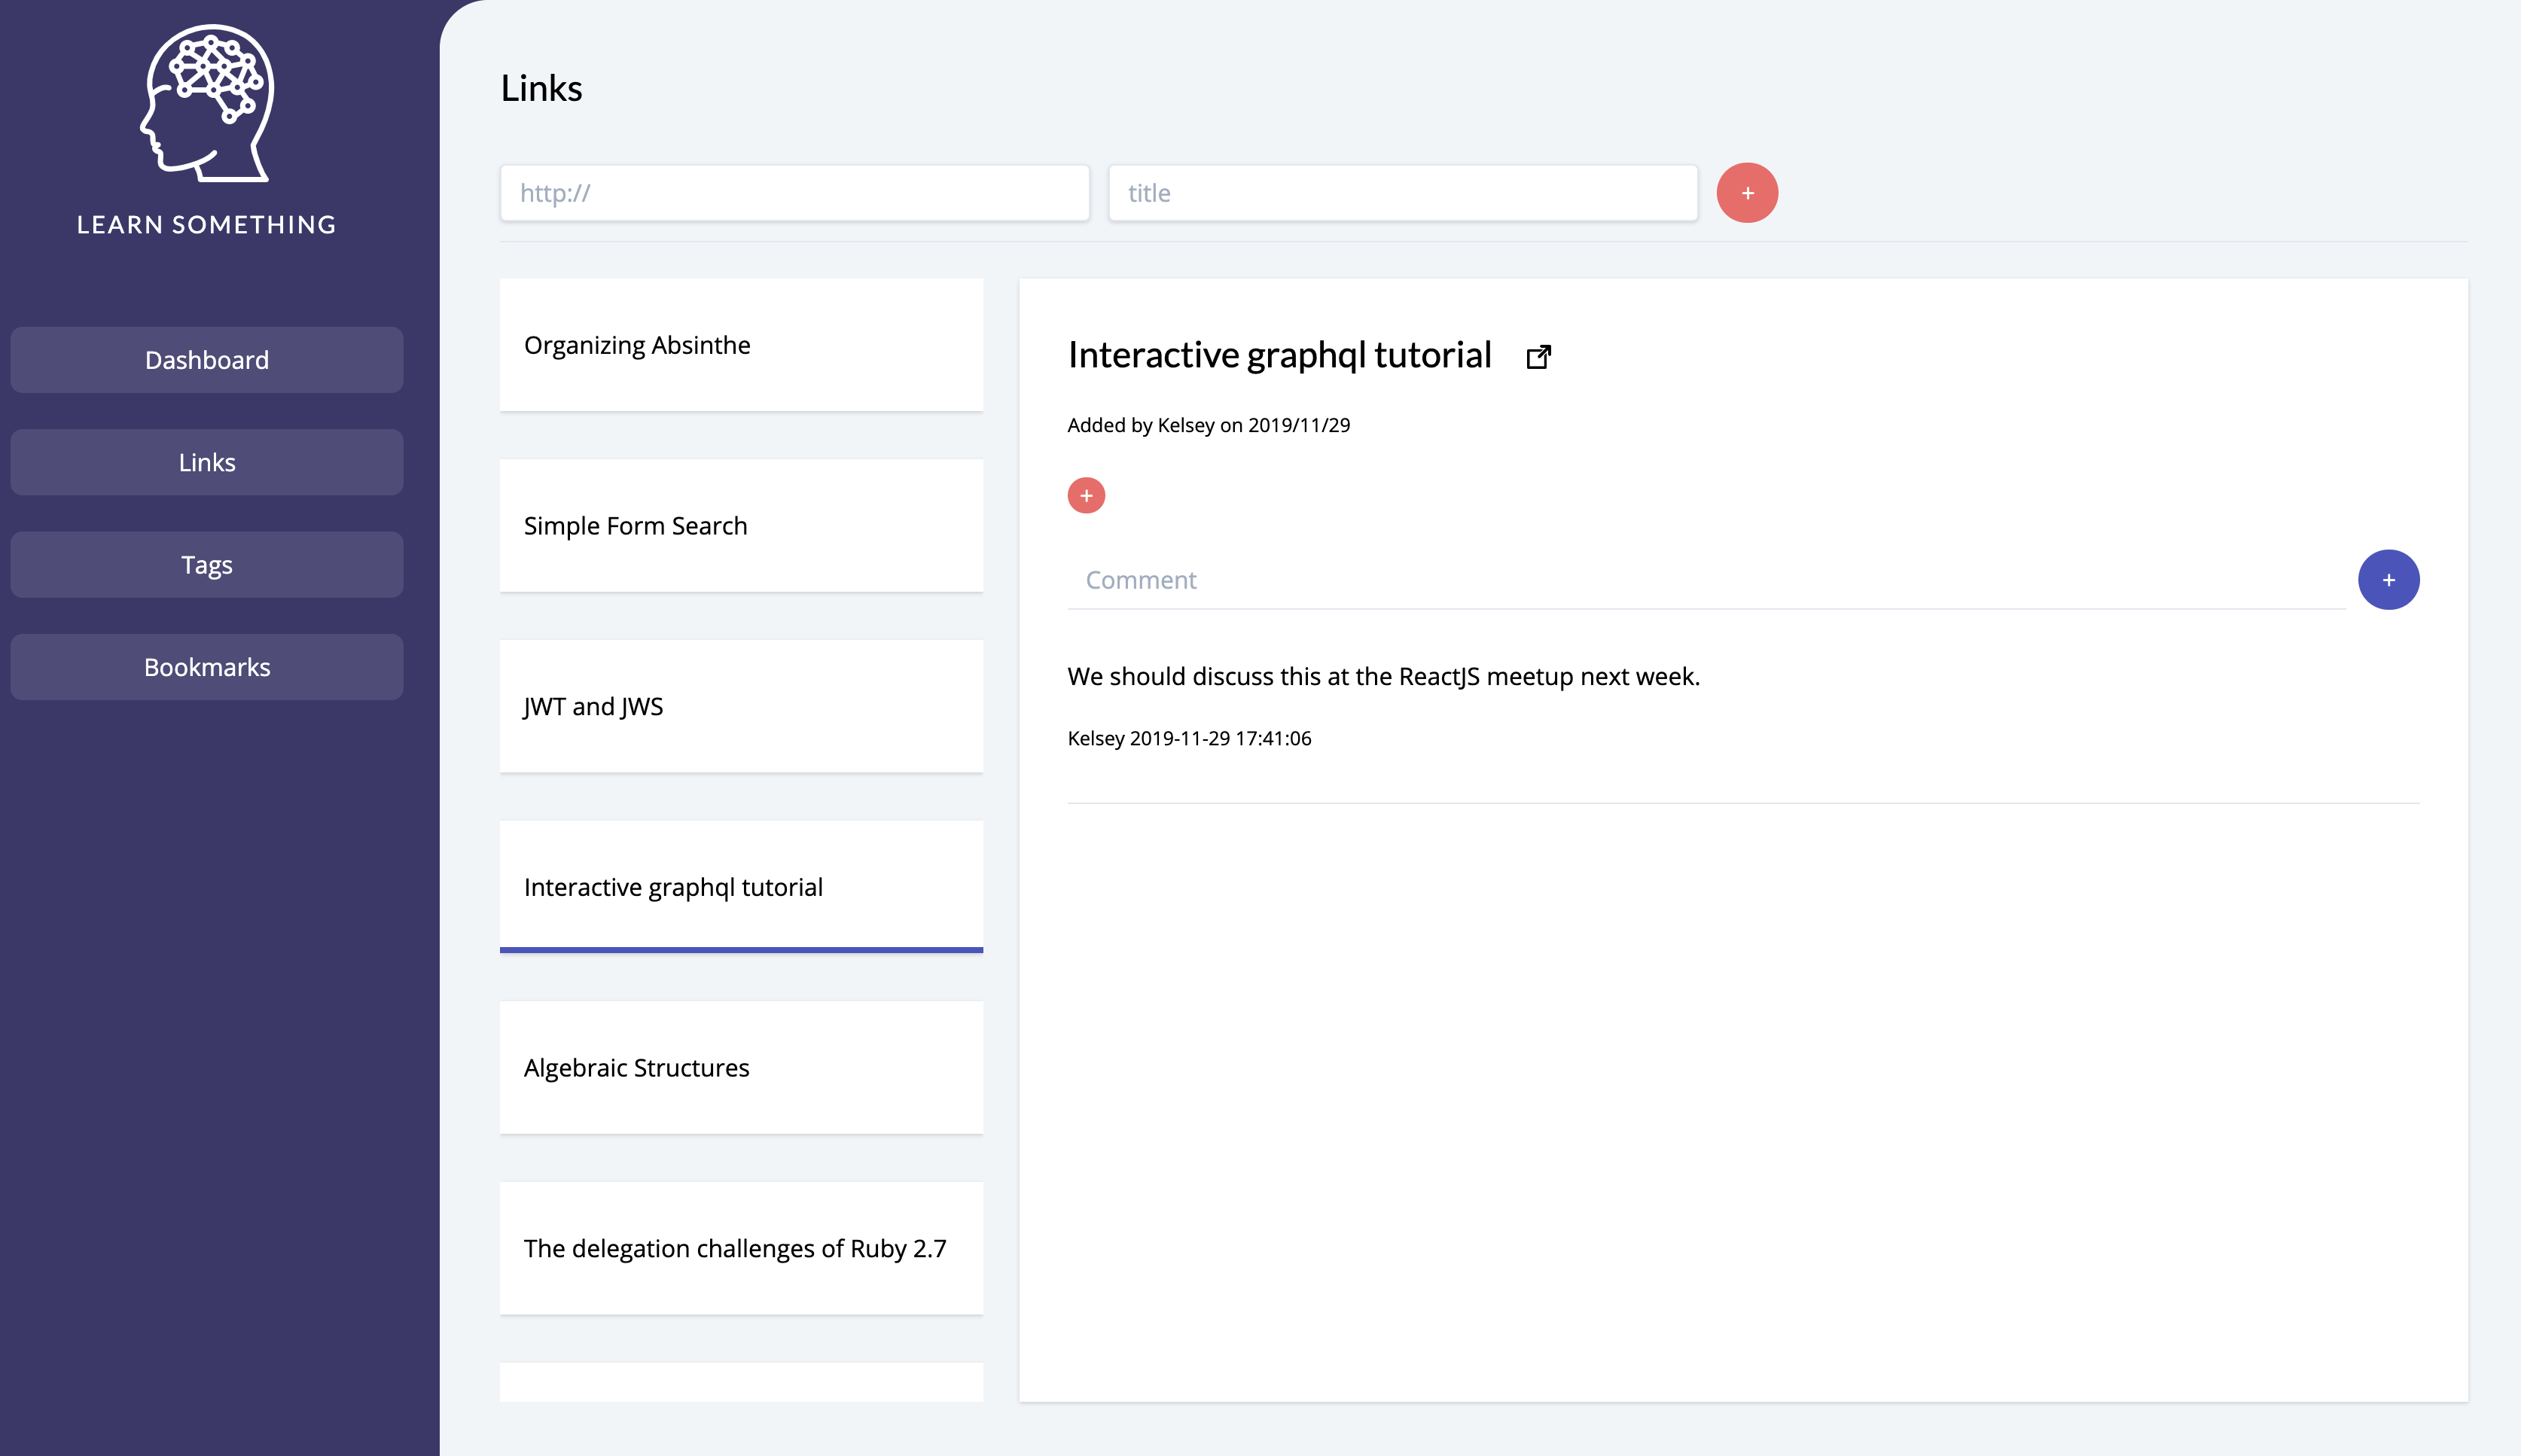 LEARN SOMETHING
Dashboard
Links
Tags
Bookmarks
Links
http://
title
+
Organizing Absinthe
Simple Form Search
JWT and JWS
Interactive graphql tutorial
Algebraic Structures
The delegation challenges of Ruby 2.7
Interactive graphql tutorial
Added by Kelsey on 2019/11/29
+
Comment
+
We should discuss this at the ReactJS meetup next week.
Kelsey 2019-11-29 17:41:06